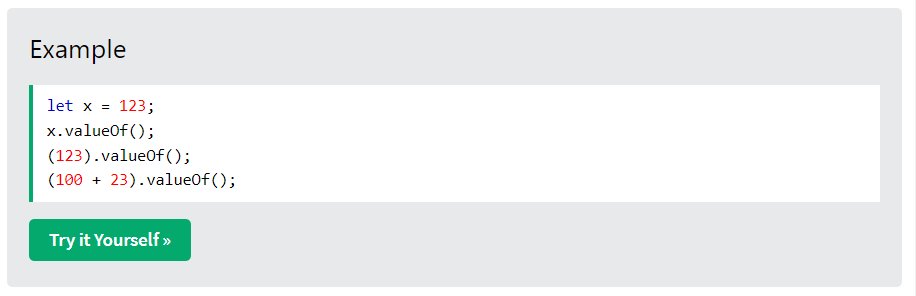 Example
let x = 123;
x.valueOf();
(123).valueOf();
(100 + 23).valueOf();
Try it Yourself »